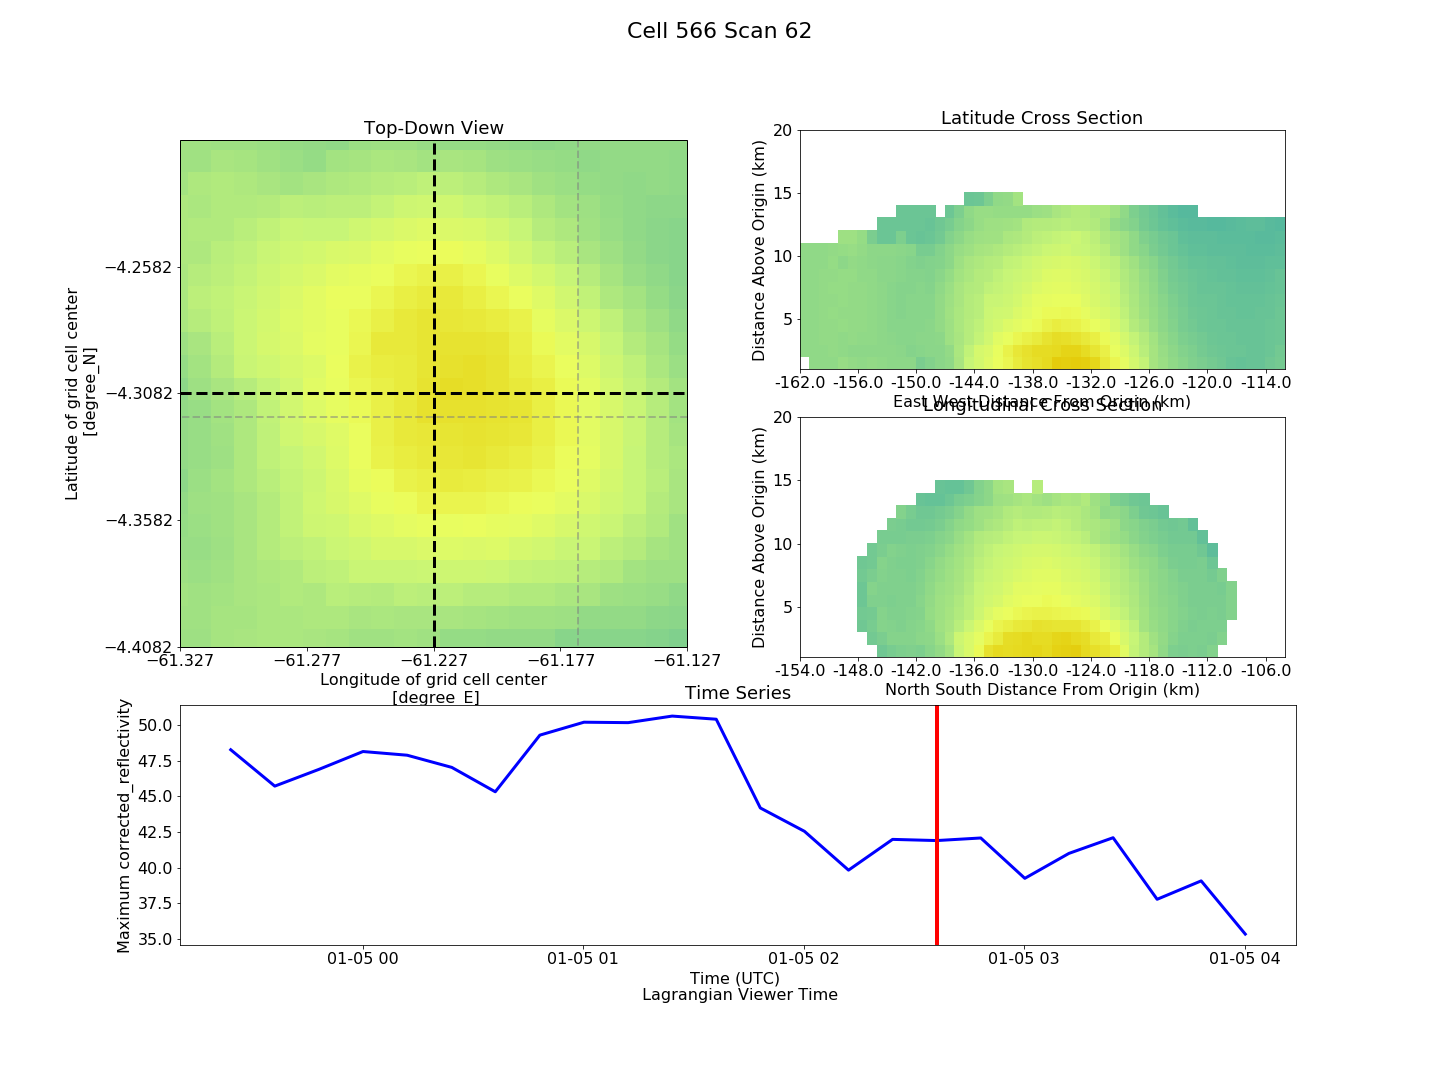 Cell 566 Scan 62
Top-Down View
−4.2582
−4.3082
−4.3582
−4.4082
Latitude of grid cell center
[degree_N]
−61.327 −61.277 −61.227 −61.177 −61.127
Longitude of grid cell center
[degree_E]
Latitude Cross Section
20
15
10
5
Distance Above Origin (km)
-162.0 -156.0 -150.0 -144.0 -138.0 -132.0 -126.0 -120.0 -114.0
East West Distance From Origin (km)
Longitudinal Cross Section
20
15
10
5
Distance Above Origin (km)
-154.0 -148.0 -142.0 -136.0 -130.0 -124.0 -118.0 -112.0 -106.0
North South Distance From Origin (km)
Time Series
50.0
47.5
45.0
42.5
40.0
37.5
35.0
Maximum corrected_reflectivity
01-05 00 01-05 01 01-05 02 01-05 03 01-05 04
Time (UTC)
Lagrangian Viewer Time